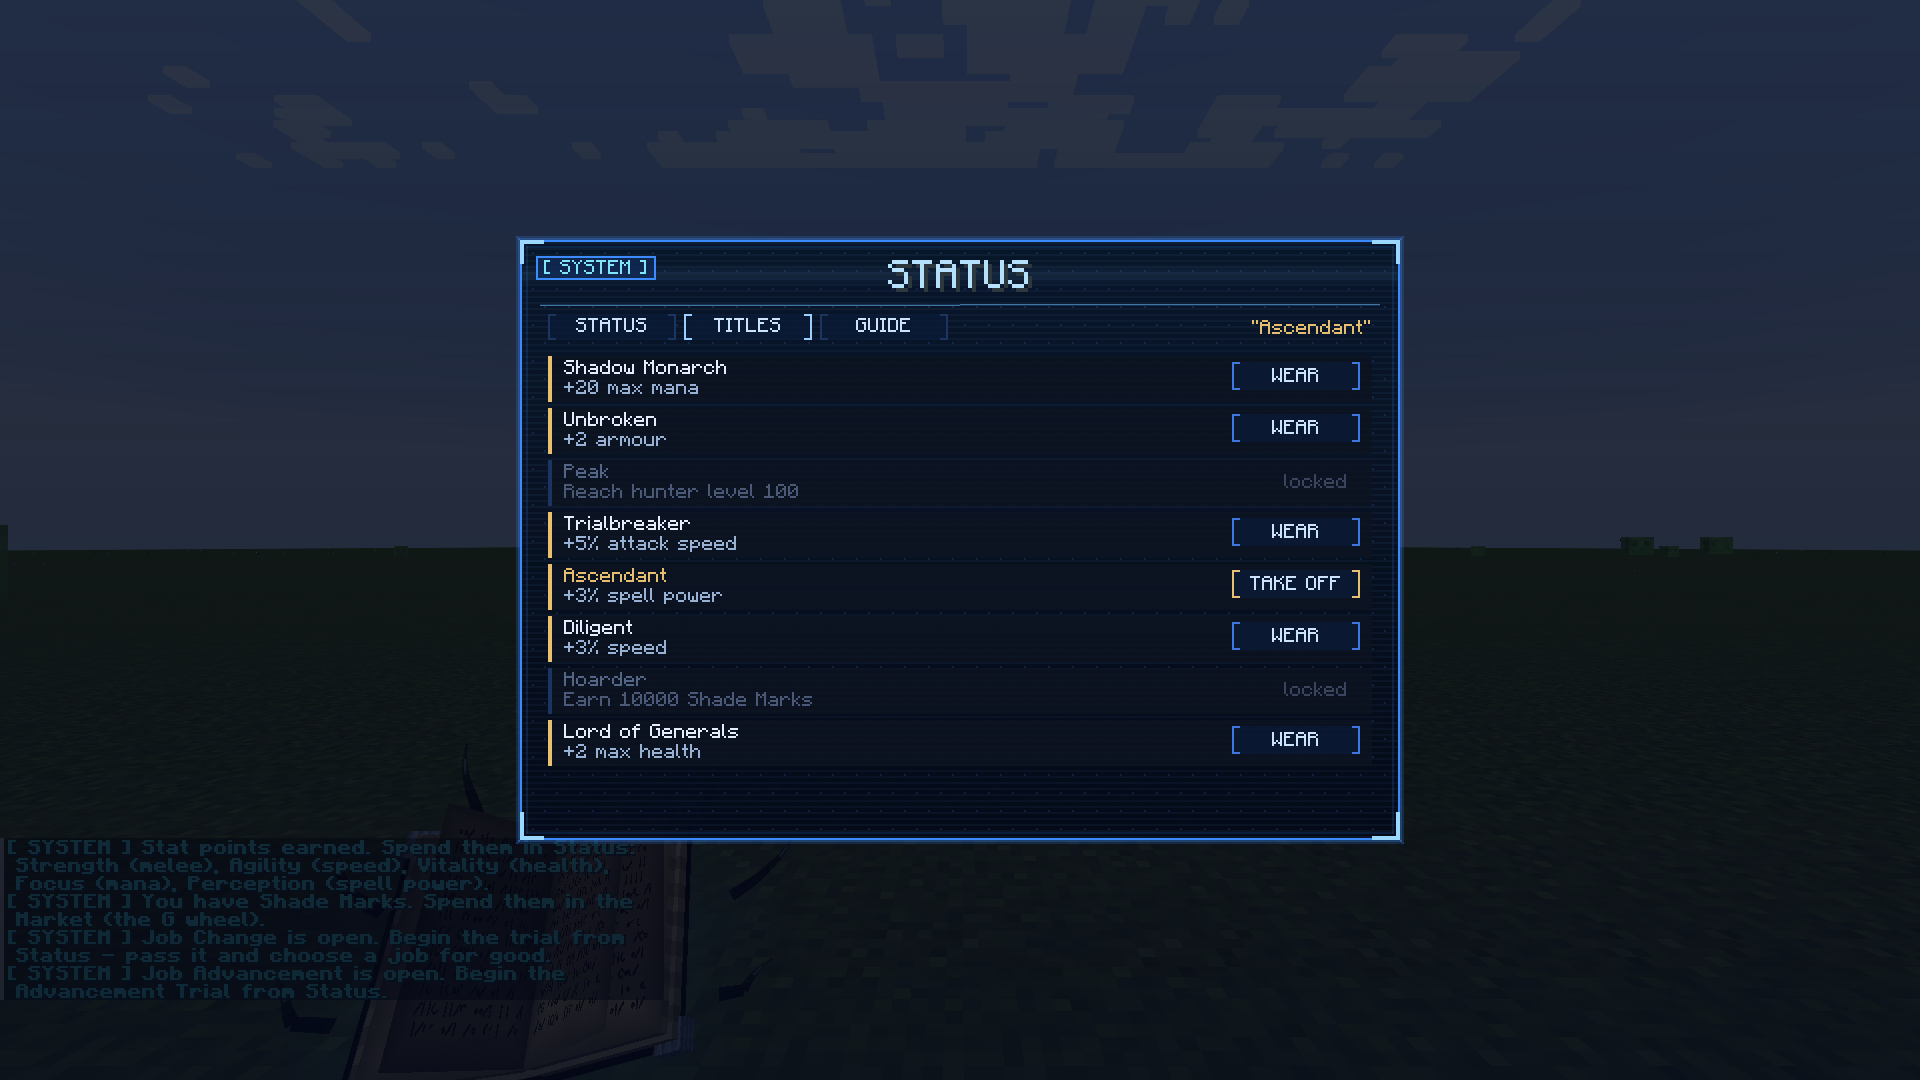 [ SYSTEM ]
STATUS
STATUS
TITLES
GUIDE
"Ascendant"
Shadow Monarch
+20 max mana
WEAR
Unbroken
+2 armour
WEAR
Peak
Reach hunter level 100
locked
Trialbreaker
+5% attack speed
WEAR
Ascendant
+3% spell power
TAKE OFF
Diligent
+3% speed
WEAR
Hoarder
Earn 10000 Shade Marks
locked
Lord of Generals
+2 max health
WEAR
[ SYSTEM ] Stat points earned. Spend them in Status:
Strength (melee), Agility (speed), Vitality (health),
Focus (mana), Perception (spell power).
[ SYSTEM ] You have Shade Marks. Spend them in the
Market (the G wheel).
[ SYSTEM ] Job Change is open. Begin the trial from
Status - pass it and choose a job for good.
[ SYSTEM ] Job Advancement is open. Begin the
Advancement Trial from Status.